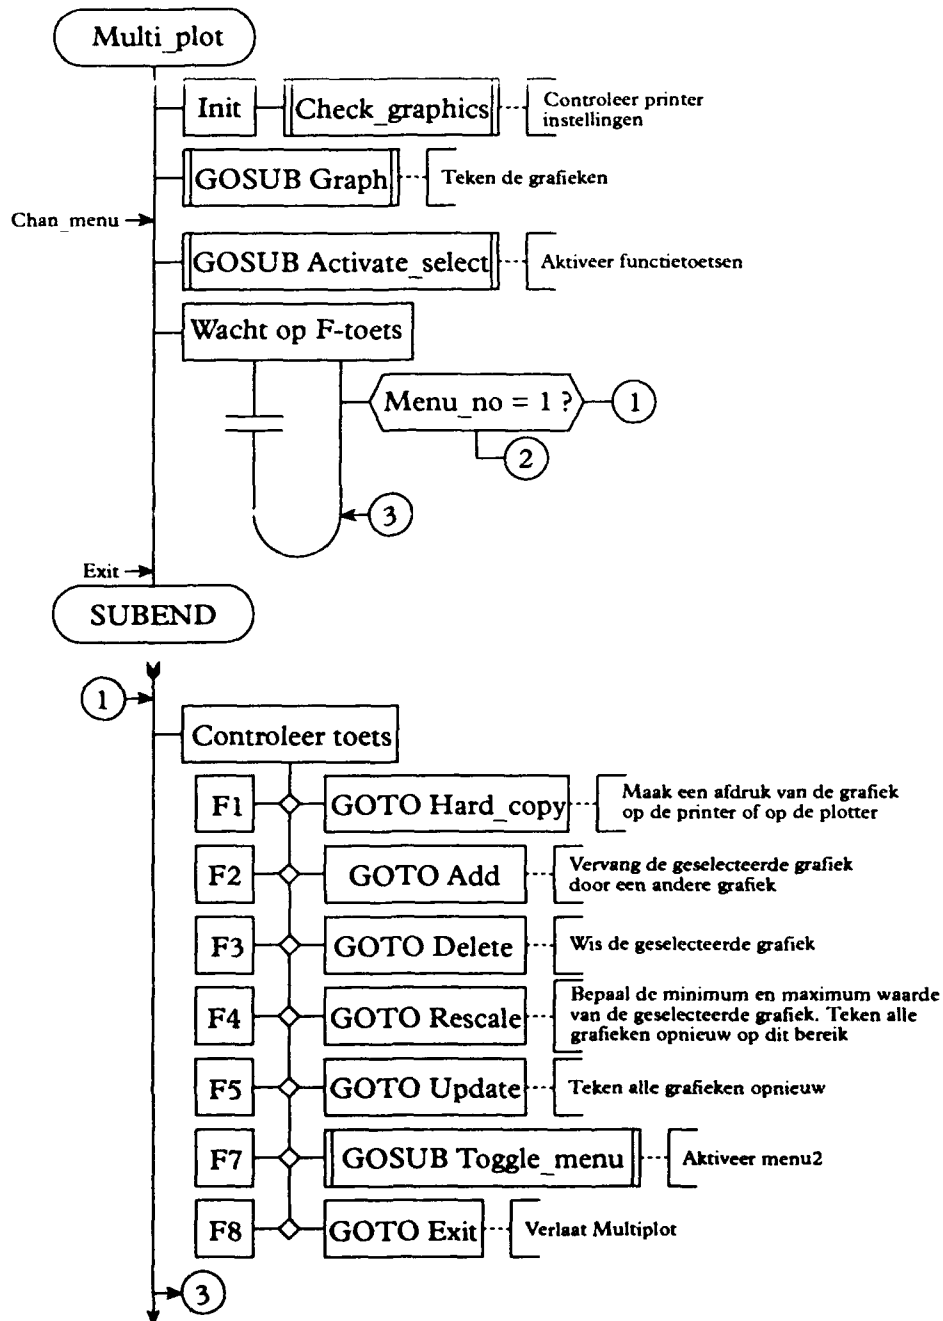 Multi_plot
Init
Check_graphics
Controleer printer
instellingen
GOSUB Graph
Teken de grafieken
Chan_menu
GOSUB Activate_select
Aktiveer functietoetsen
Wacht op F-toets
Menu_no = 1 ?
1
2
3
Exit
SUBEND
1
Controleer toets
F1
GOTO Hard_copy
Maak een afdruk van de grafiek
op de printer of op de plotter
F2
GOTO Add
Vervang de geselecteerde grafiek
door een andere grafiek
F3
GOTO Delete
Wis de geselecteerde grafiek
F4
GOTO Rescale
Bepaal de minimum en maximum waarde
van de geselecteerde grafiek. Teken alle
grafieken opnieuw op dit bereik
F5
GOTO Update
Teken alle grafieken opnieuw
F7
GOSUB Toggle_menu
Aktiveer menu2
F8
GOTO Exit
Verlaat Multiplot
3